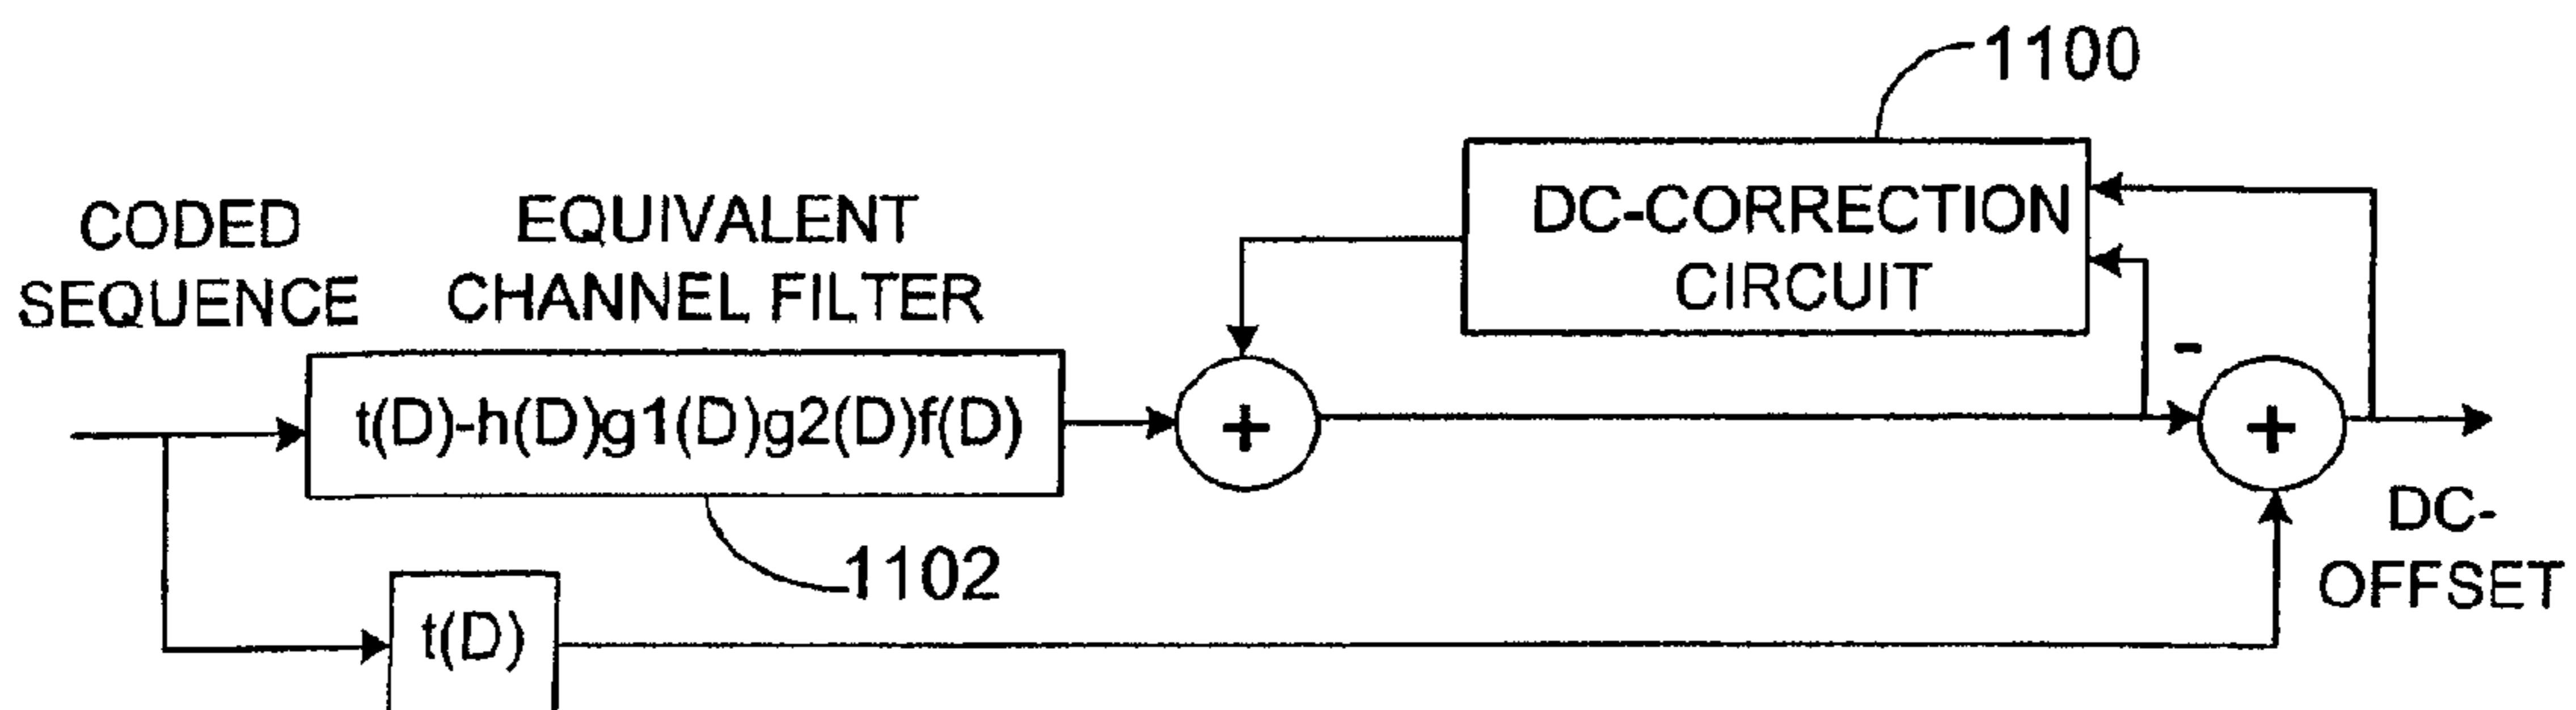 1100
CODED
SEQUENCE
EQUIVALENT
CHANNEL FILTER
DC-CORRECTION
CIRCUIT
t(D)-h(D)g1(D)g2(D)f(D)
+
-
+
DC-
OFFSET
1102
t(D)